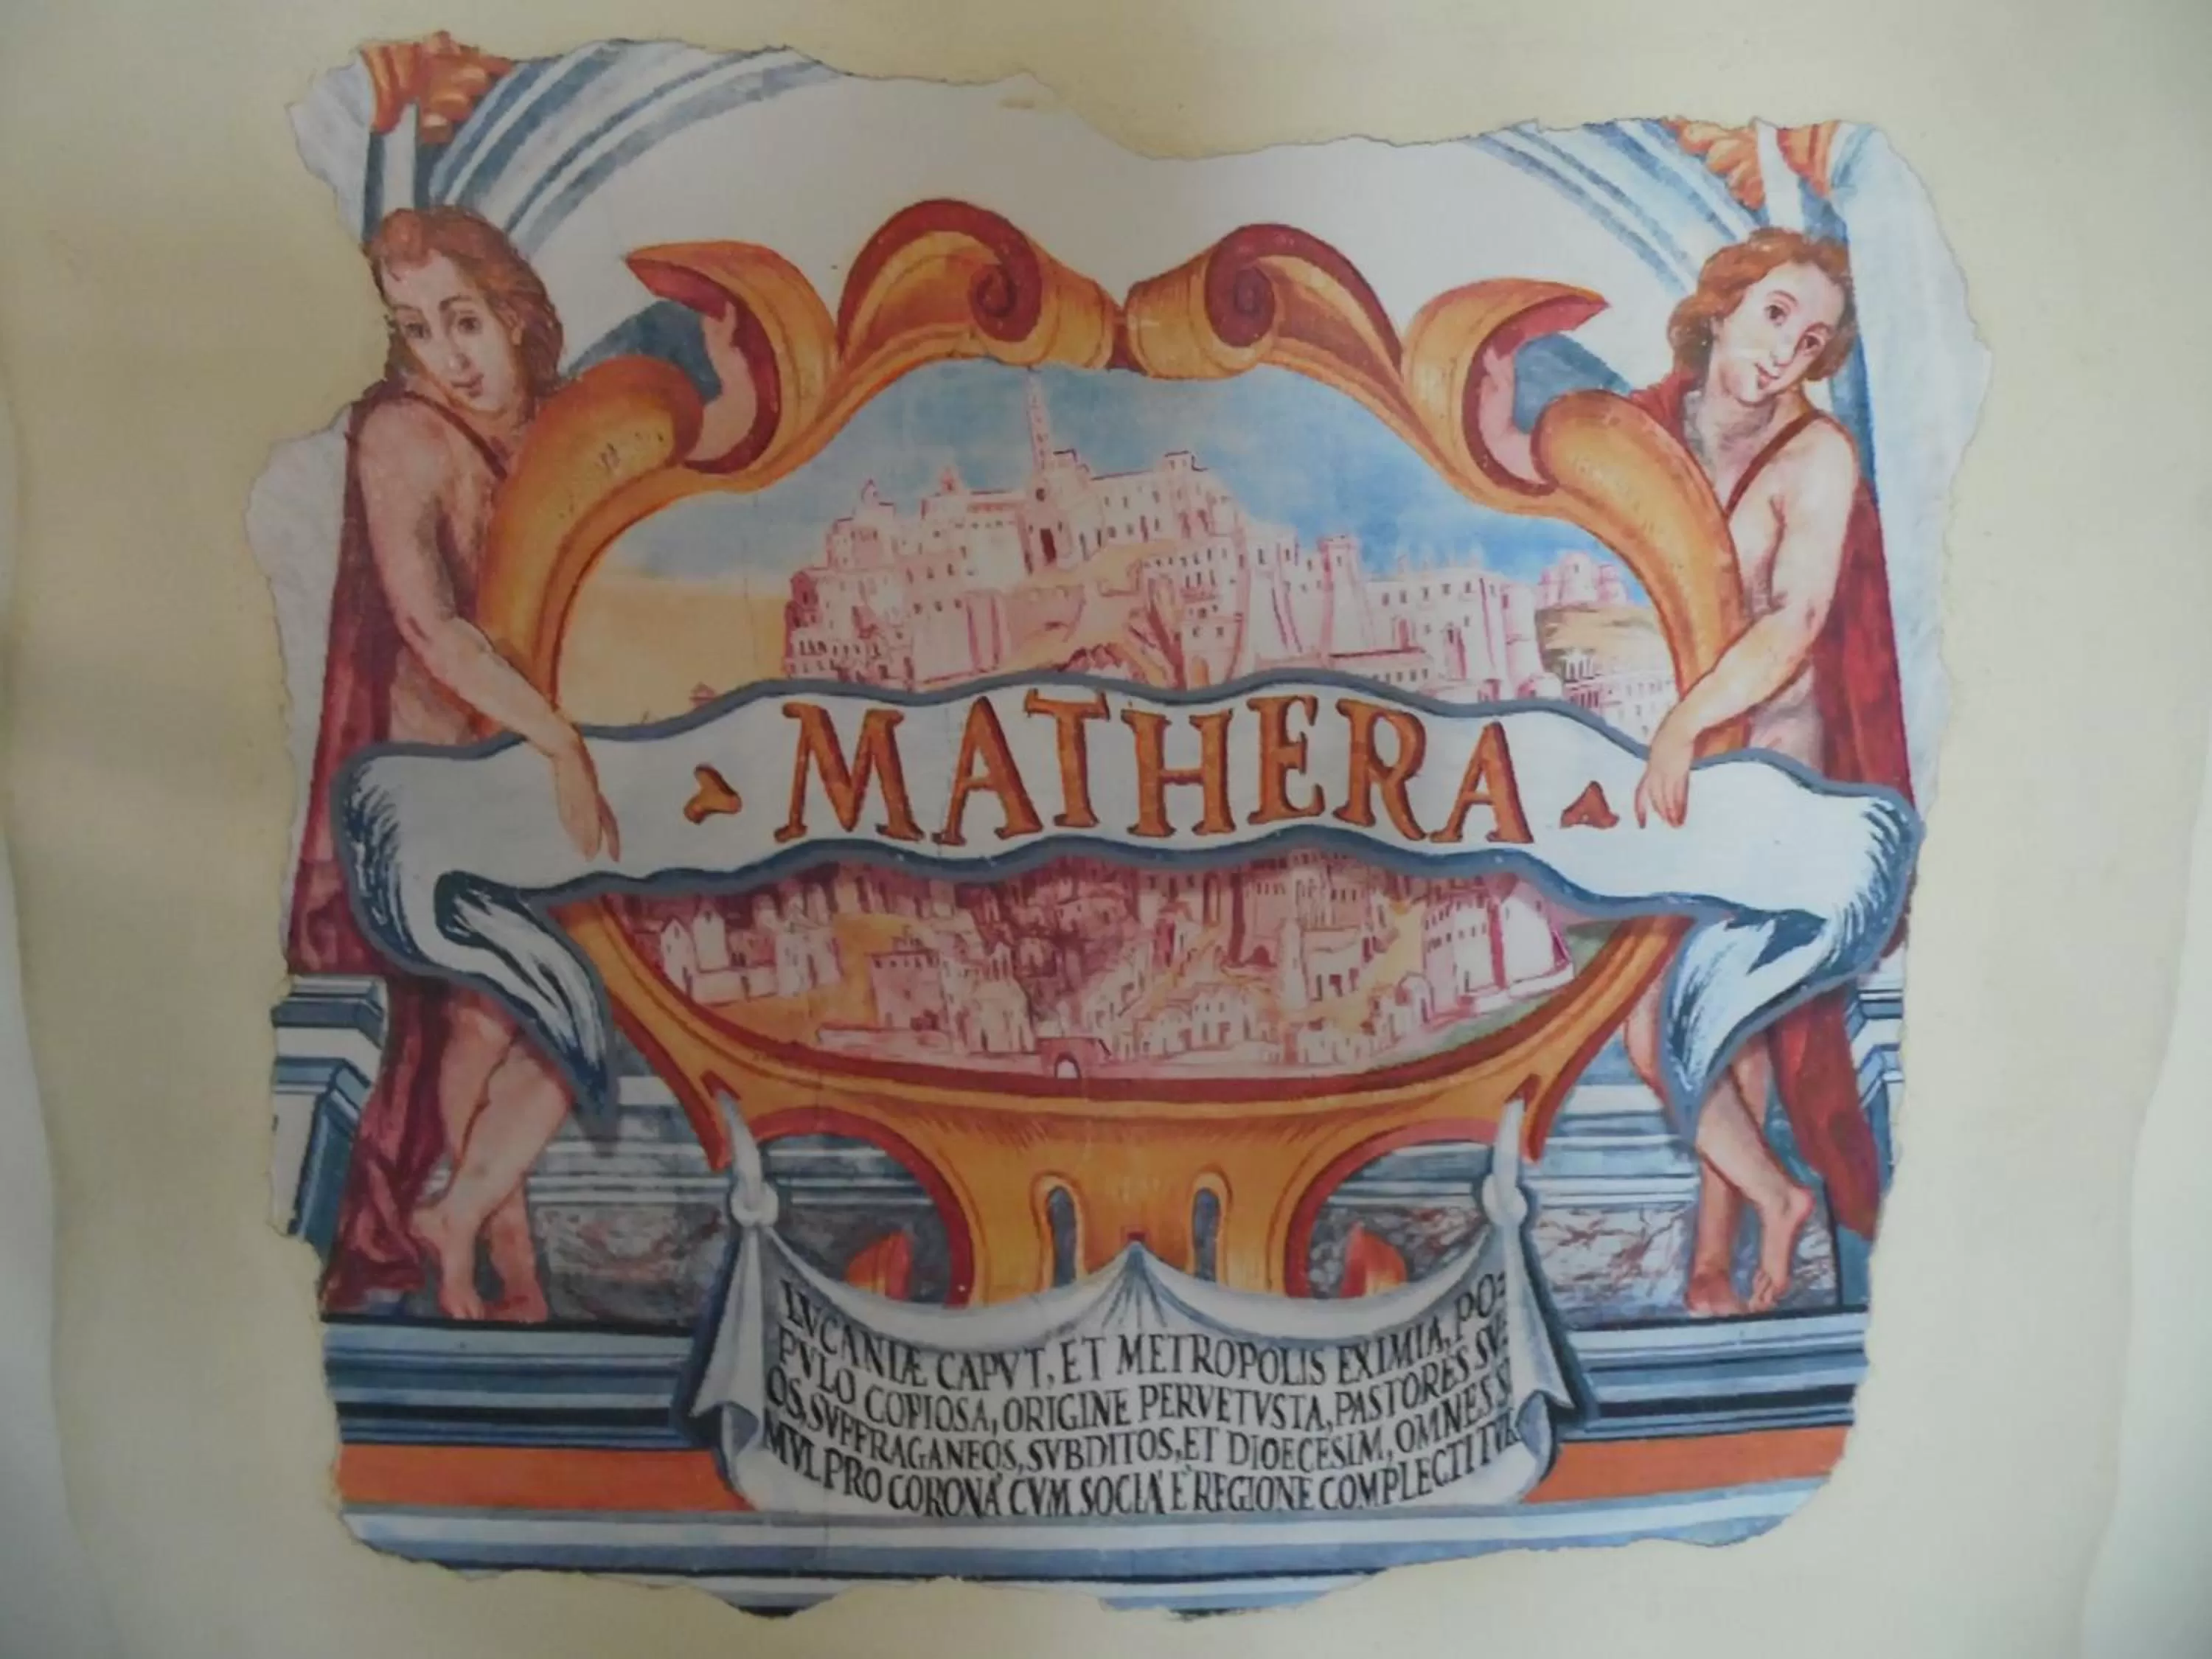 MATHERA
LVCANIÆ CAPVT, ET METROPOLIS EXIMIA, PO=
PVLO COPIOSA, ORIGINE PERVETVSTA, PASTORES SV=
OS, SVFFRAGANEOS, SVBDITOS, ET DIOECESIM, OMNES SI
MVL PRO CORONA CVM SOCIA E REGIONE COMPLECTITVR